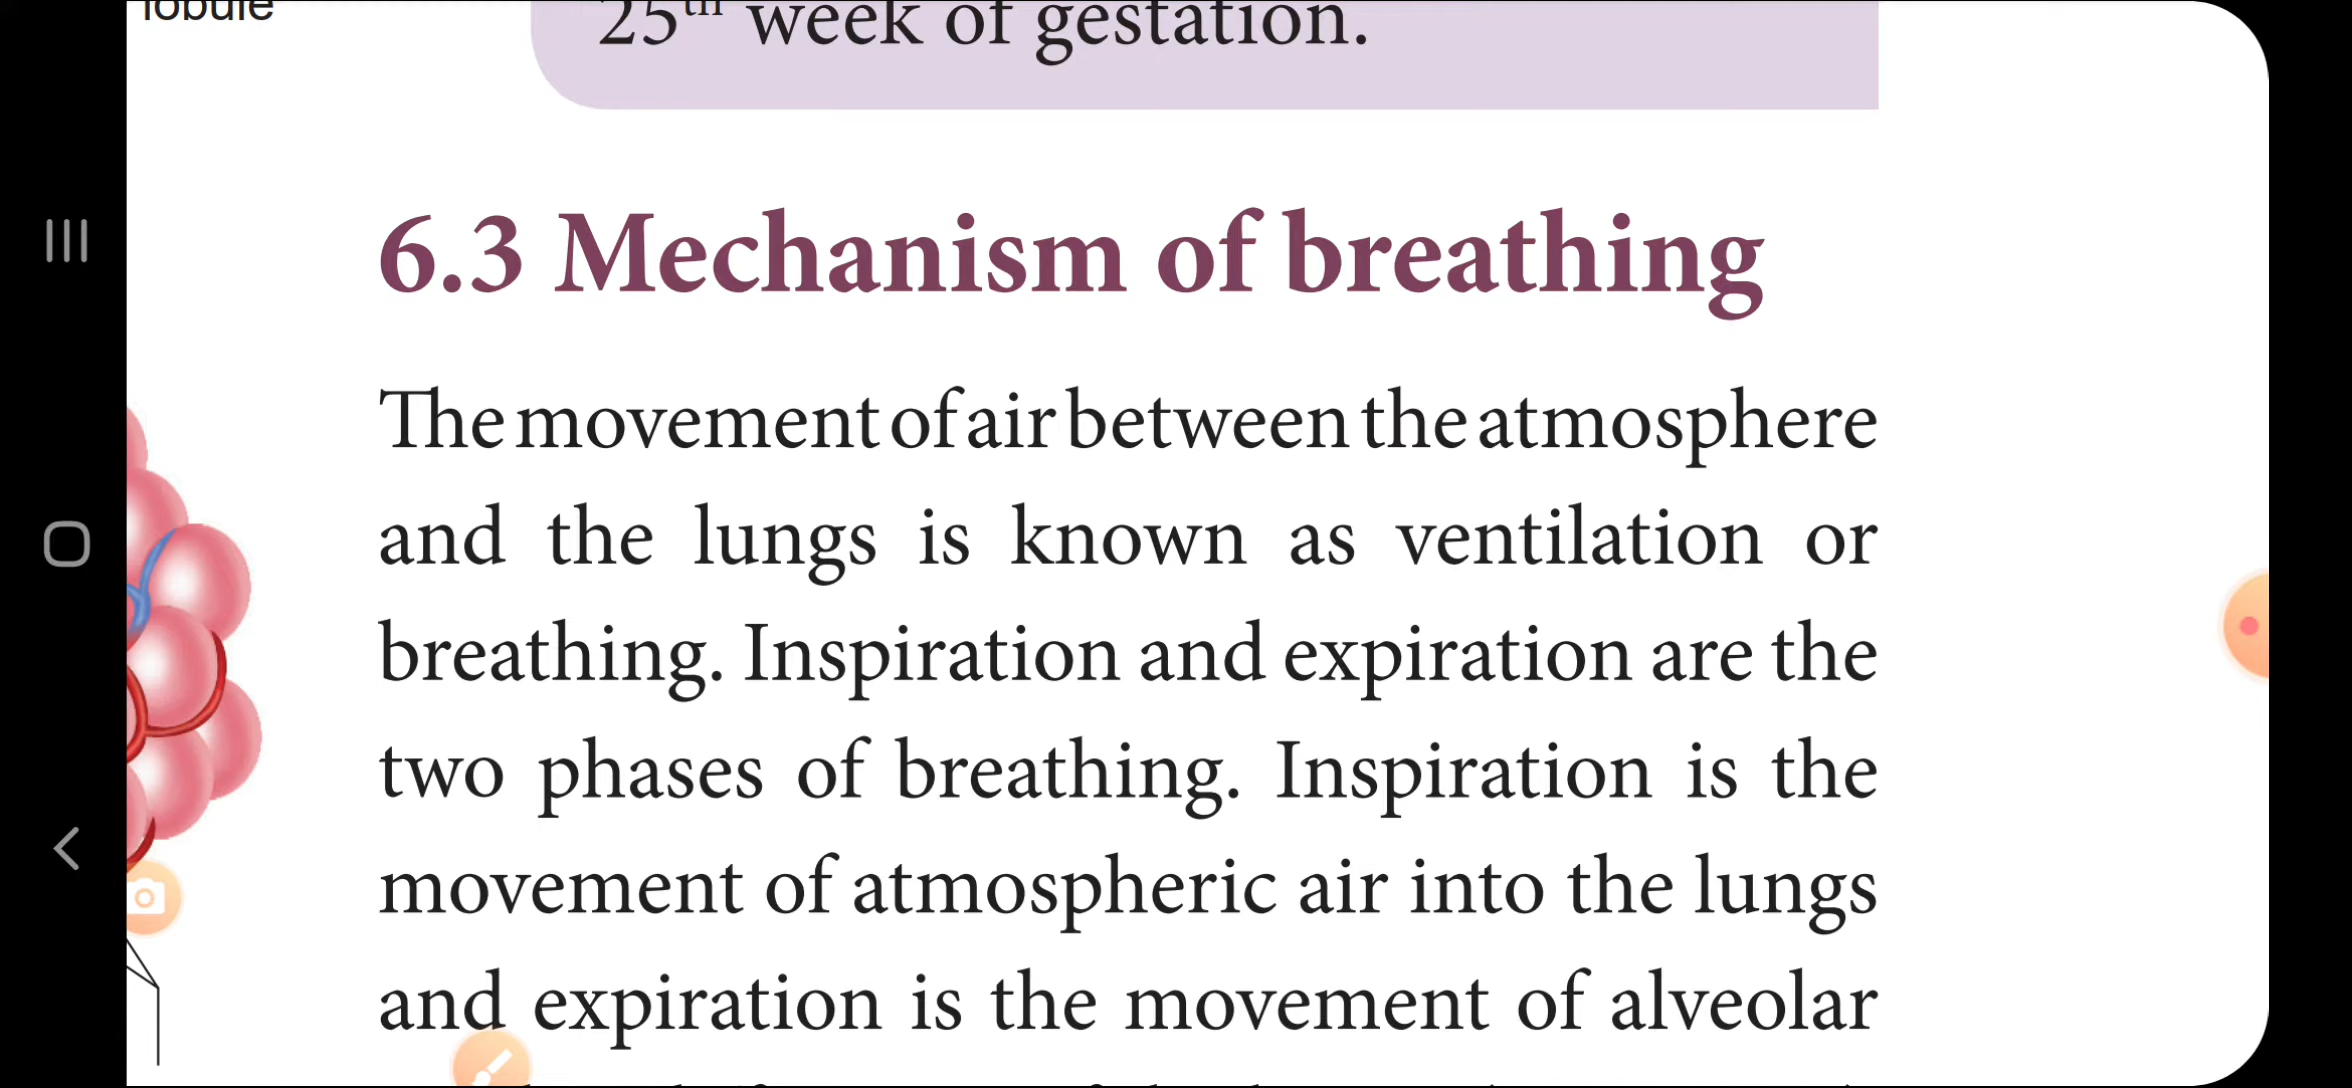 lobule
25th week of gestation.
6.3 Mechanism of breathing
The movement of air between the atmosphere
and the lungs is known as ventilation or
breathing. Inspiration and expiration are the
two phases of breathing. Inspiration is the
movement of atmospheric air into the lungs
and expiration is the movement of alveolar